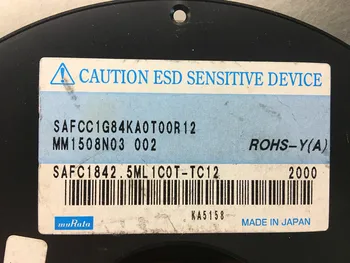 CAUTION ESD SENSITIVE DEVICE
SAFCC1G84KA0T00R12
MM1508N03 002 ROHS-Y(A)
SAFC1842.5ML1C0T-TC12 2000
KA5158
muRata MADE IN JAPAN